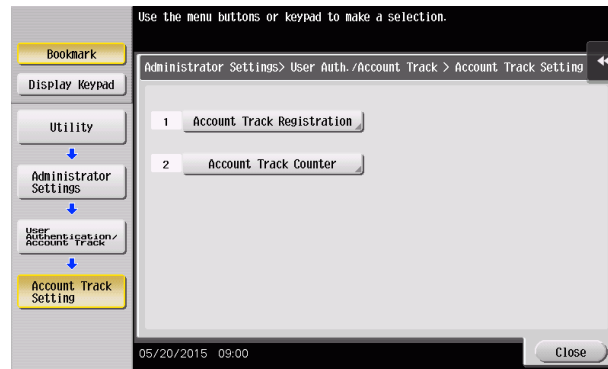 Use the menu buttons or keypad to make a selection.
Bookmark
Display Keypad
Utility
Administrator
Settings
User
Authentication/
Account Track
Account Track
Setting
Administrator Settings> User Auth./Account Track > Account Track Setting
1 Account Track Registration
2 Account Track Counter
05/20/2015 09:00
Close